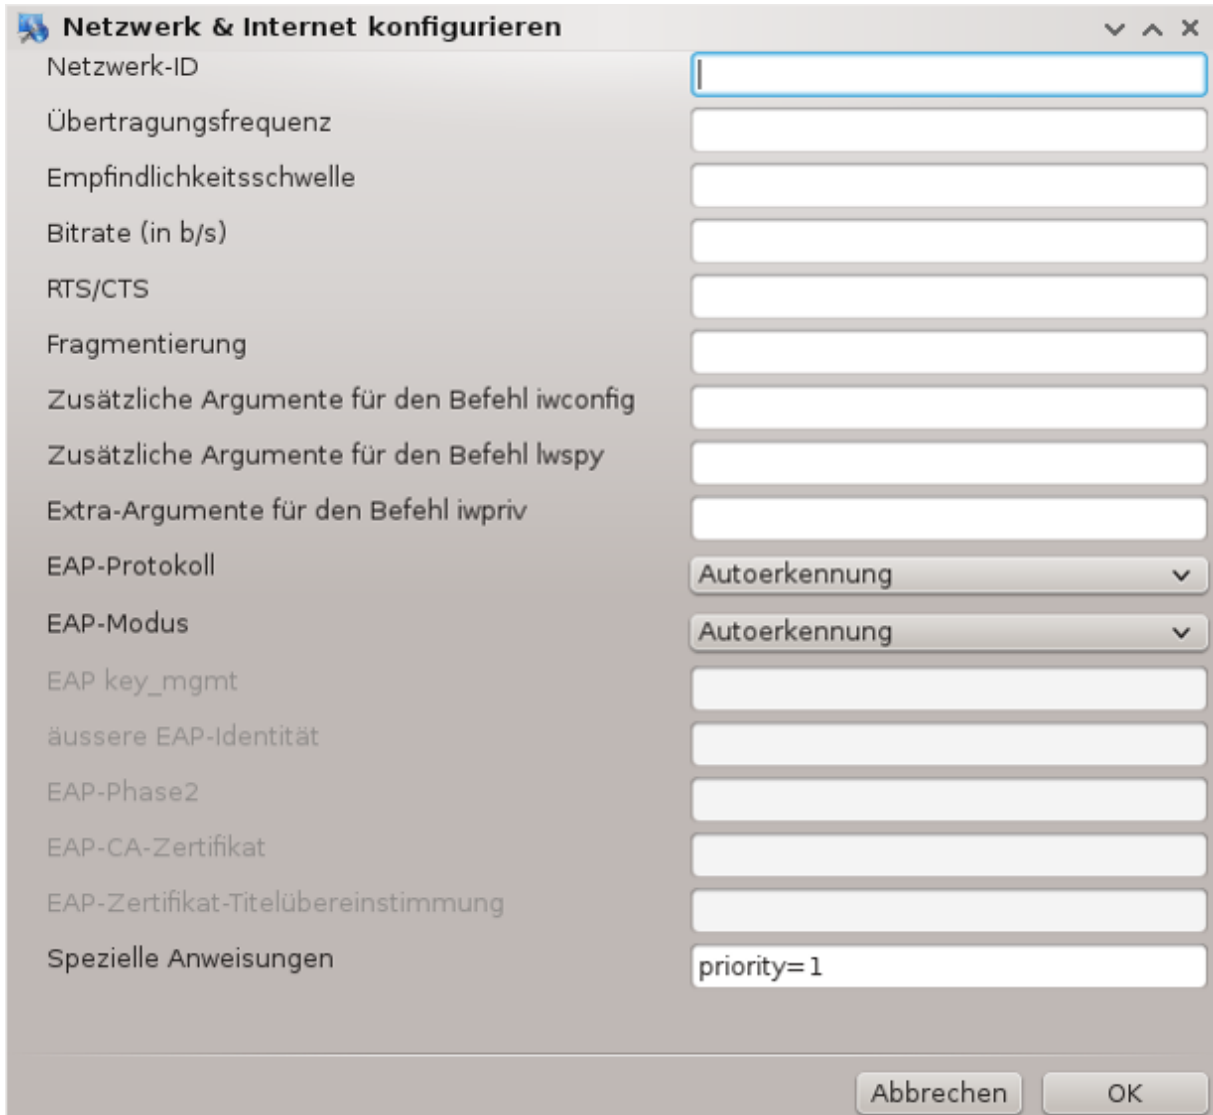 Netzwerk & Internet konfigurieren
Netzwerk-ID
Übertragungsfrequenz
Empfindlichkeitsschwelle
Bitrate (in b/s)
RTS/CTS
Fragmentierung
Zusätzliche Argumente für den Befehl iwconfig
Zusätzliche Argumente für den Befehl lwspy
Extra-Argumente für den Befehl iwpriv
EAP-Protokoll Autoerkennung
EAP-Modus Autoerkennung
EAP key_mgmt
äussere EAP-Identität
EAP-Phase2
EAP-CA-Zertifikat
EAP-Zertifikat-Titelübereinstimmung
Spezielle Anweisungen priority=1
Abbrechen OK